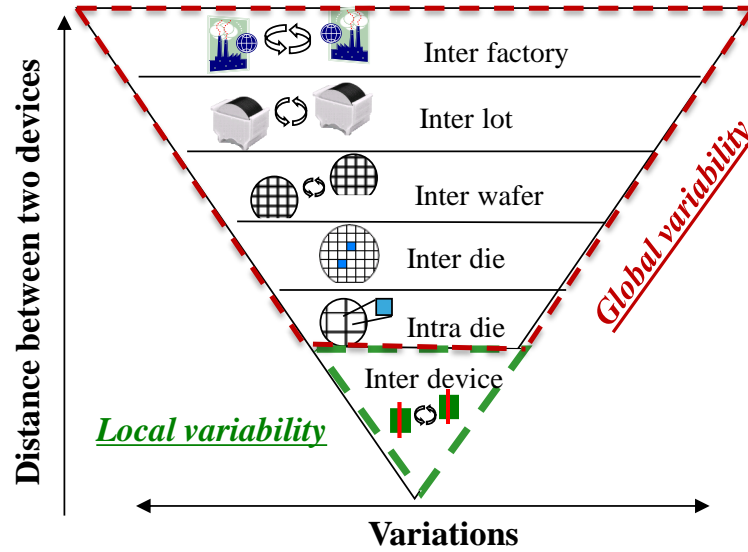 Distance between two devices
Inter factory
Inter lot
Inter wafer
Inter die
Intra die
Inter device
Global variability
Local variability
Variations